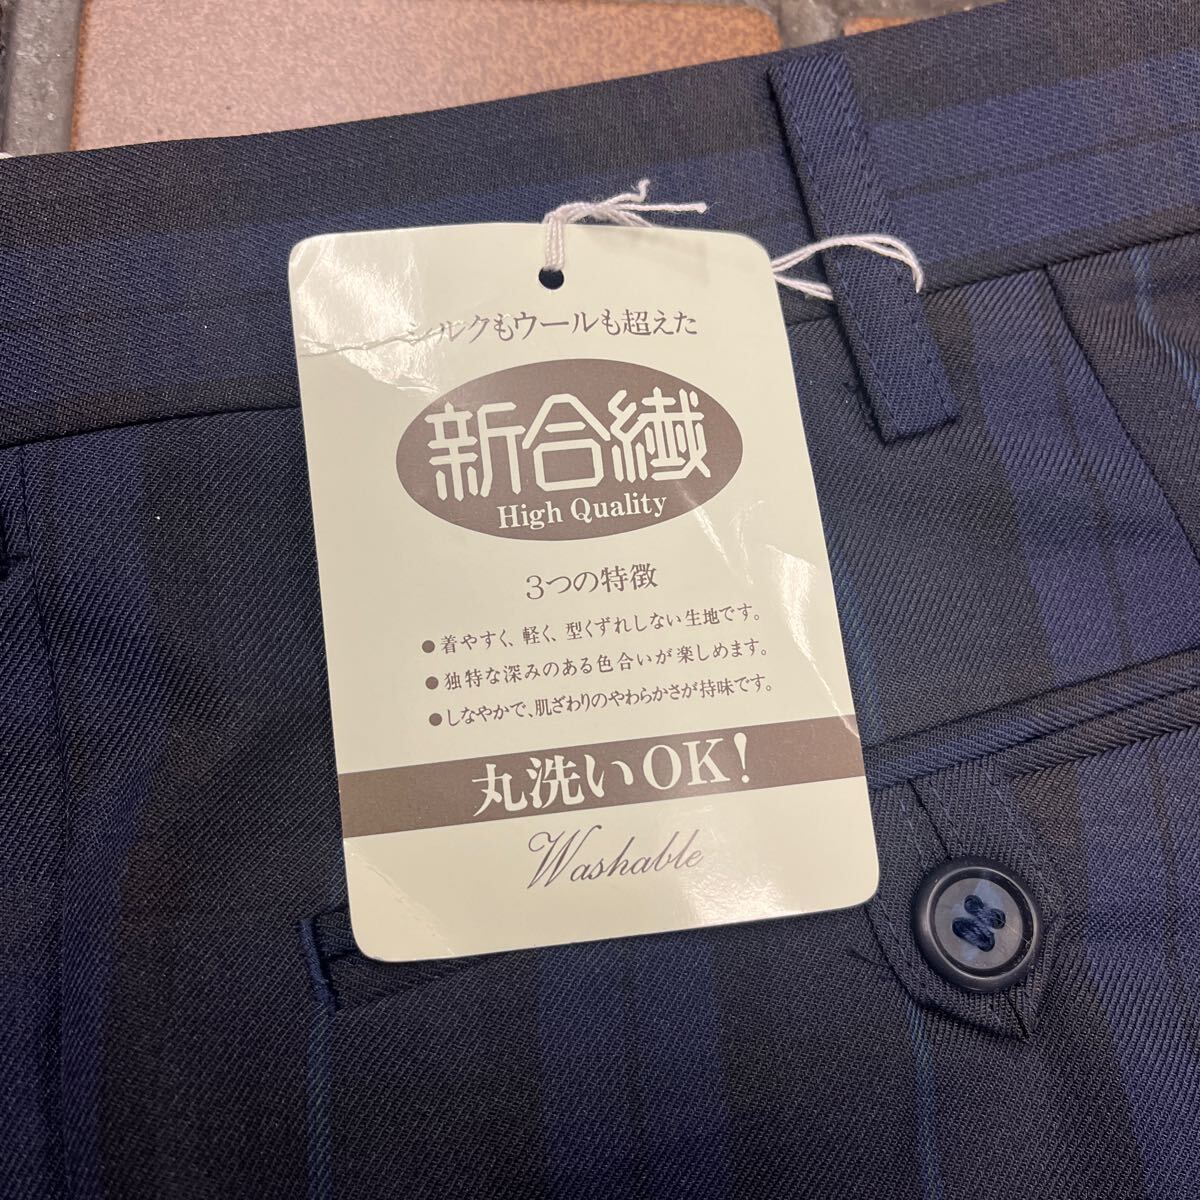 シルクもウールも超えた
新合繊
High Quality
3つの特徴
●着やすく、軽く、型くずれしない生地です。
●独特な深みのある色合いが楽しめます。
●しなやかで、肌ざわりのやわらかさが持味です。
丸洗いOK!
Washable